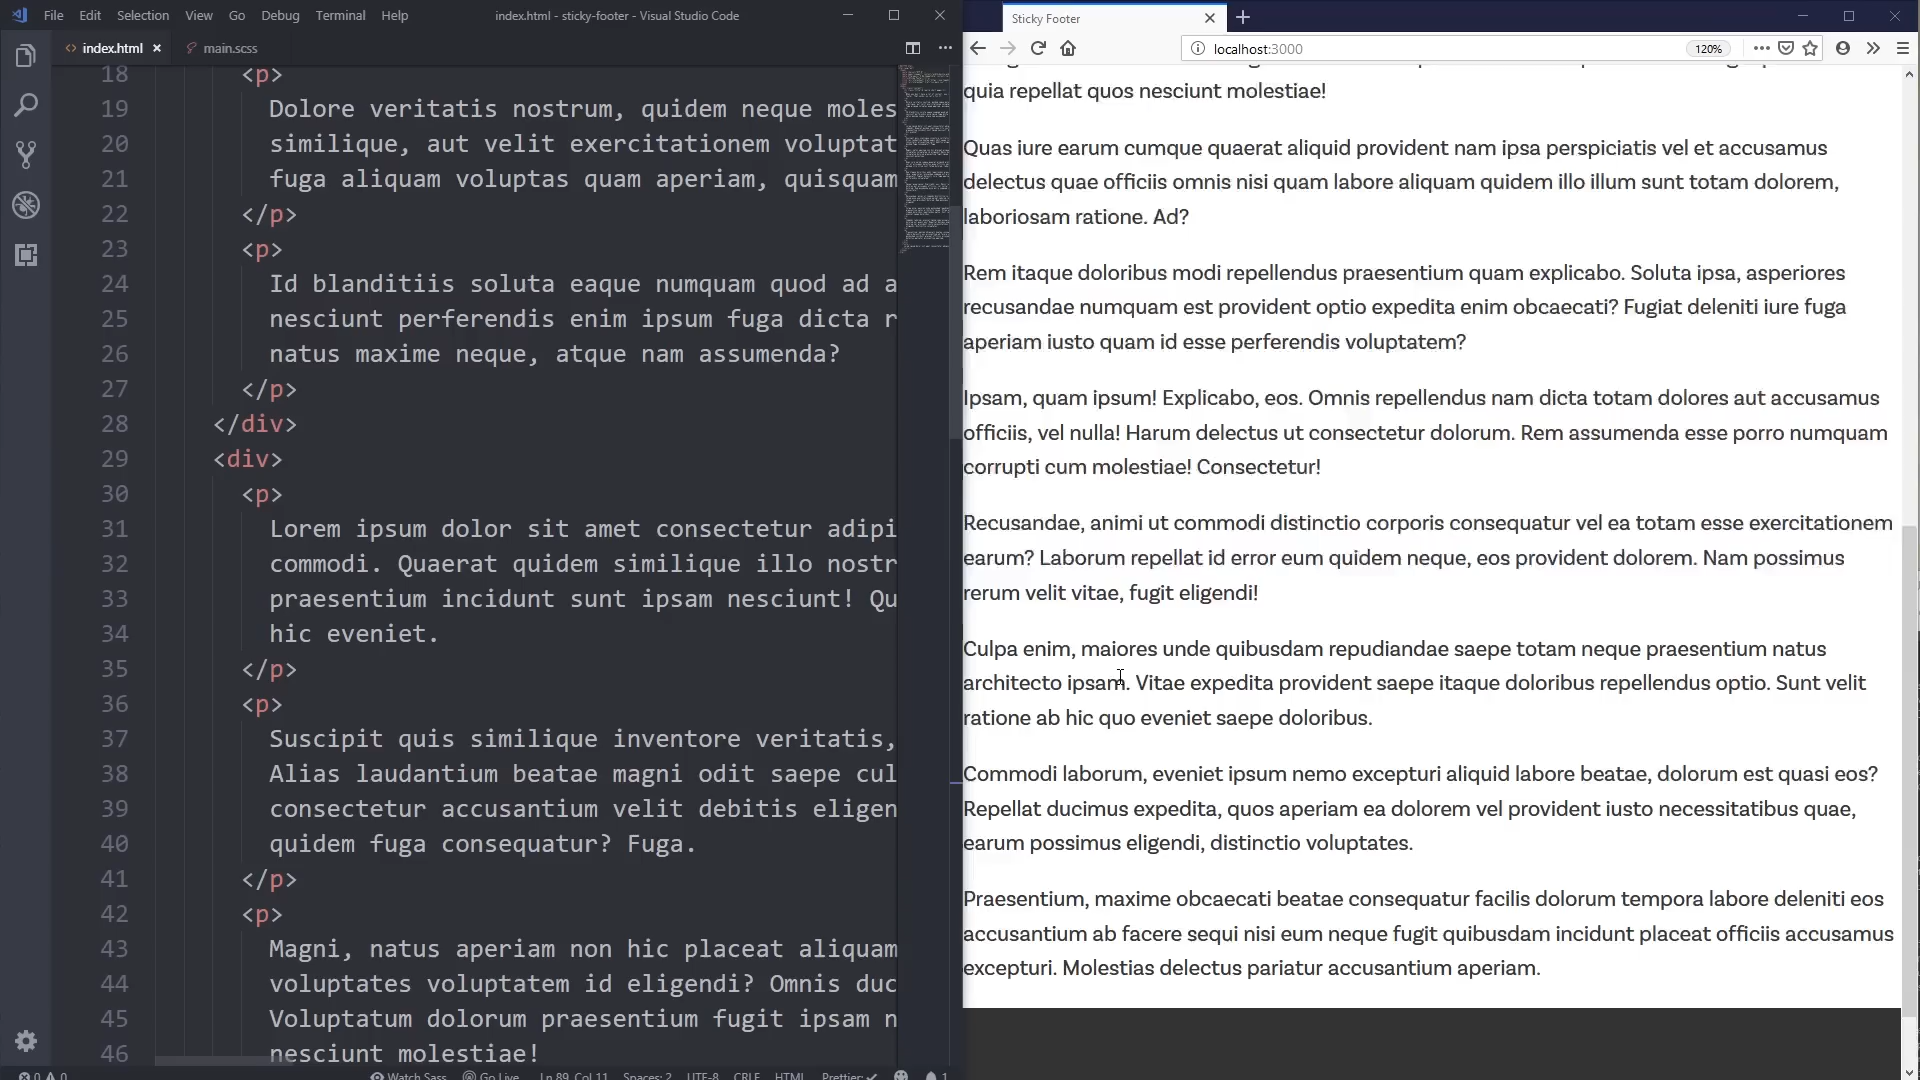 File Edit Selection View Go Debug Terminal Help
index.html - sticky-footer - Visual Studio Code
index.html
main.scss
18 <p>
19 Dolore veritatis nostrum, quidem neque moles
20 similique, aut velit exercitationem voluptat
21 fuga aliquam voluptas quam aperiam, quisquam
22 </p>
23 <p>
24 Id blanditiis soluta eaque numquam quod ad a
25 nesciunt perferendis enim ipsum fuga dicta r
26 natus maxime neque, atque nam assumenda?
27 </p>
28 </div>
29 <div>
30 <p>
31 Lorem ipsum dolor sit amet consectetur adipi
32 commodi. Quaerat quidem similique illo nostr
33 praesentium incidunt sunt ipsam nesciunt! Qu
34 hic eveniet.
35 </p>
36 <p>
37 Suscipit quis similique inventore veritatis,
38 Alias laudantium beatae magni odit saepe cul
39 consectetur accusantium velit debitis eligen
40 quidem fuga consequatur? Fuga.
41 </p>
42 <p>
43 Magni, natus aperiam non hic placeat aliquam
44 voluptates voluptatem id eligendi? Omnis duc
45 Voluptatum dolorum praesentium fugit ipsam n
46 nesciunt molestiae!
0 0 Watch Sass Go Live Ln 89, Col 11 Spaces: 2 UTF-8 CRLF HTML Prettier: 1
Sticky Footer
localhost:3000
120%
quia repellat quos nesciunt molestiae!
Quas iure earum cumque quaerat aliquid provident nam ipsa perspiciatis vel et accusamus
delectus quae officiis omnis nisi quam labore aliquam quidem illo illum sunt totam dolorem,
laboriosam ratione. Ad?
Rem itaque doloribus modi repellendus praesentium quam explicabo. Soluta ipsa, asperiores
recusandae numquam est provident optio expedita enim obcaecati? Fugiat deleniti iure fuga
aperiam iusto quam id esse perferendis voluptatem?
Ipsam, quam ipsum! Explicabo, eos. Omnis repellendus nam dicta totam dolores aut accusamus
officiis, vel nulla! Harum delectus ut consectetur dolorum. Rem assumenda esse porro numquam
corrupti cum molestiae! Consectetur!
Recusandae, animi ut commodi distinctio corporis consequatur vel ea totam esse exercitationem
earum? Laborum repellat id error eum quidem neque, eos provident dolorem. Nam possimus
rerum velit vitae, fugit eligendi!
Culpa enim, maiores unde quibusdam repudiandae saepe totam neque praesentium natus
architecto ipsam. Vitae expedita provident saepe itaque doloribus repellendus optio. Sunt velit
ratione ab hic quo eveniet saepe doloribus.
Commodi laborum, eveniet ipsum nemo excepturi aliquid labore beatae, dolorum est quasi eos?
Repellat ducimus expedita, quos aperiam ea dolorem vel provident iusto necessitatibus quae,
earum possimus eligendi, distinctio voluptates.
Praesentium, maxime obcaecati beatae consequatur facilis dolorum tempora labore deleniti eos
accusantium ab facere sequi nisi eum neque fugit quibusdam incidunt placeat officiis accusamus
excepturi. Molestias delectus pariatur accusantium aperiam.